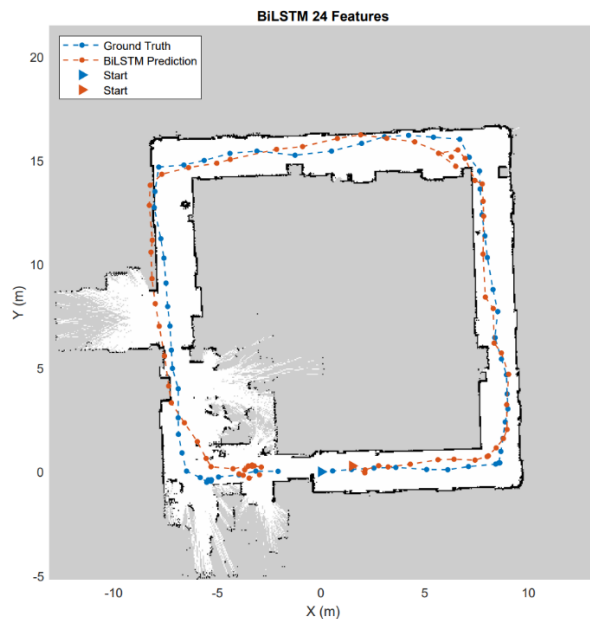 BiLSTM 24 Features
Ground Truth
BiLSTM Prediction
Start
Start
20
15
10
5
0
-5
Y (m)
-10
-5
0
5
10
X (m)